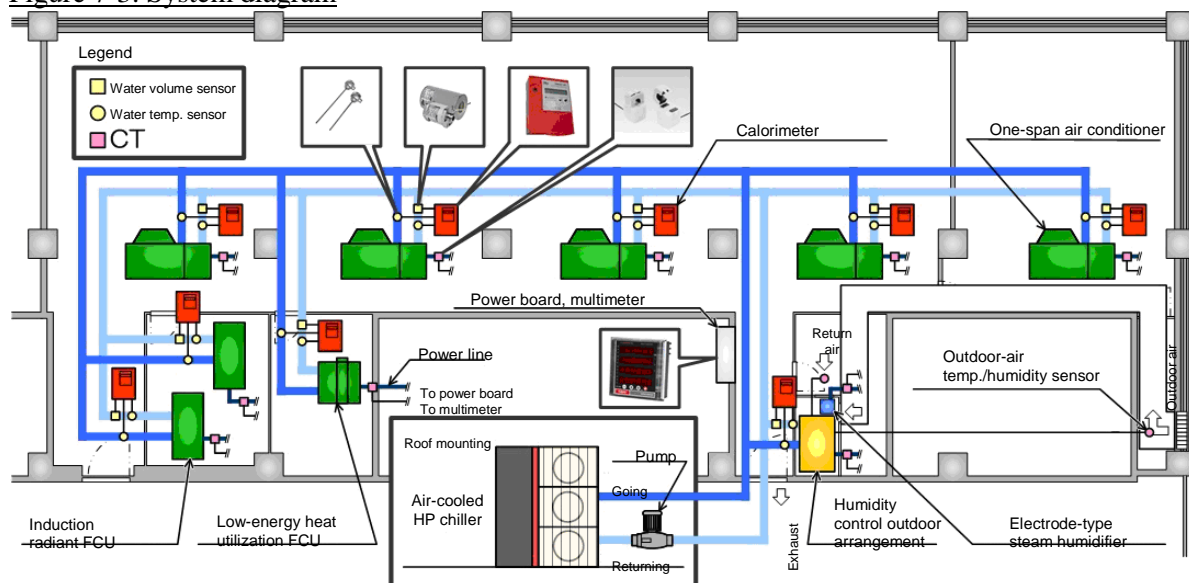 Figure 7-3. System diagram
Legend
Water volume sensor
Water temp. sensor
CT
Calorimeter
One-span air conditioner
Power board, multimeter
Power line
To power board
To multimeter
Return
air
Outdoor-air
temp./humidity sensor
Outdoor air
Roof mounting
Pump
Going
Air-cooled
HP chiller
Returning
Exhaust
Induction
radiant FCU
Low-energy heat
utilization FCU
Humidity
control outdoor
arrangement
Electrode-type
steam humidifier